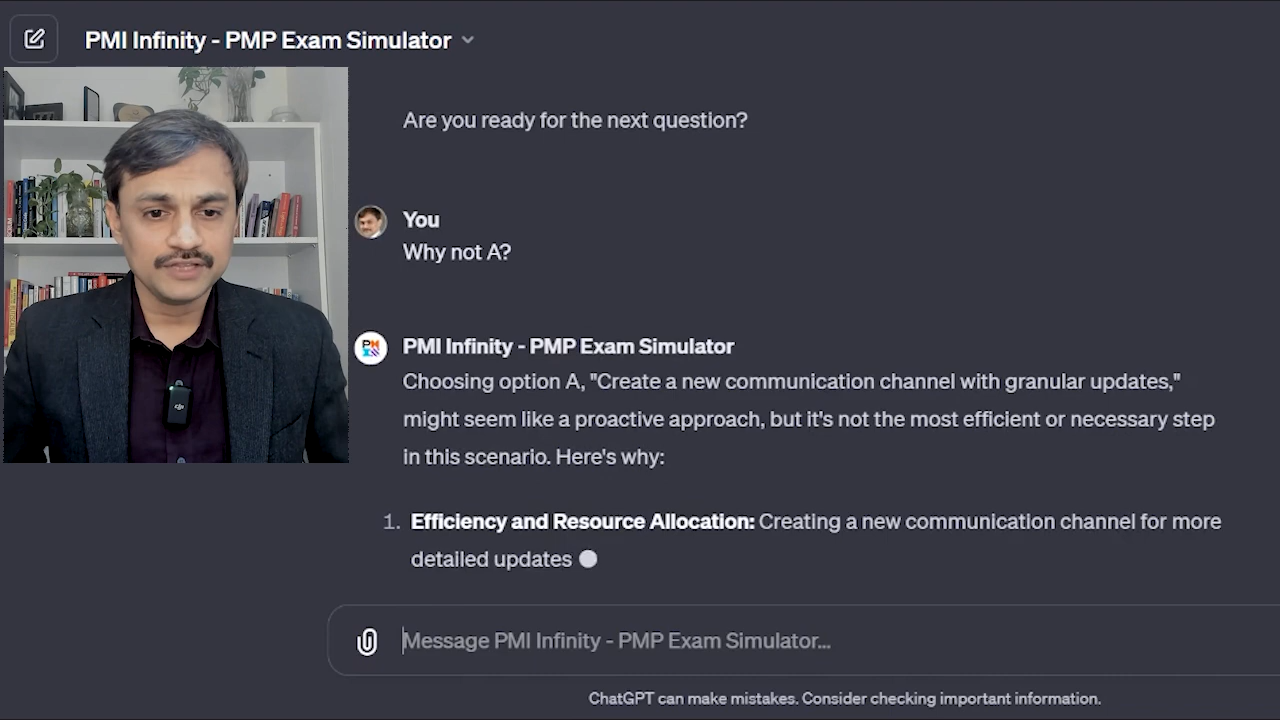 PMI Infinity - PMP Exam Simulator
Are you ready for the next question?
You
Why not A?
PMI Infinity - PMP Exam Simulator
Choosing option A, "Create a new communication channel with granular updates,"
might seem like a proactive approach, but it's not the most efficient or necessary step
in this scenario. Here's why:
1. Efficiency and Resource Allocation: Creating a new communication channel for more
detailed updates
Message PMI Infinity - PMP Exam Simulator...
ChatGPT can make mistakes. Consider checking important information.